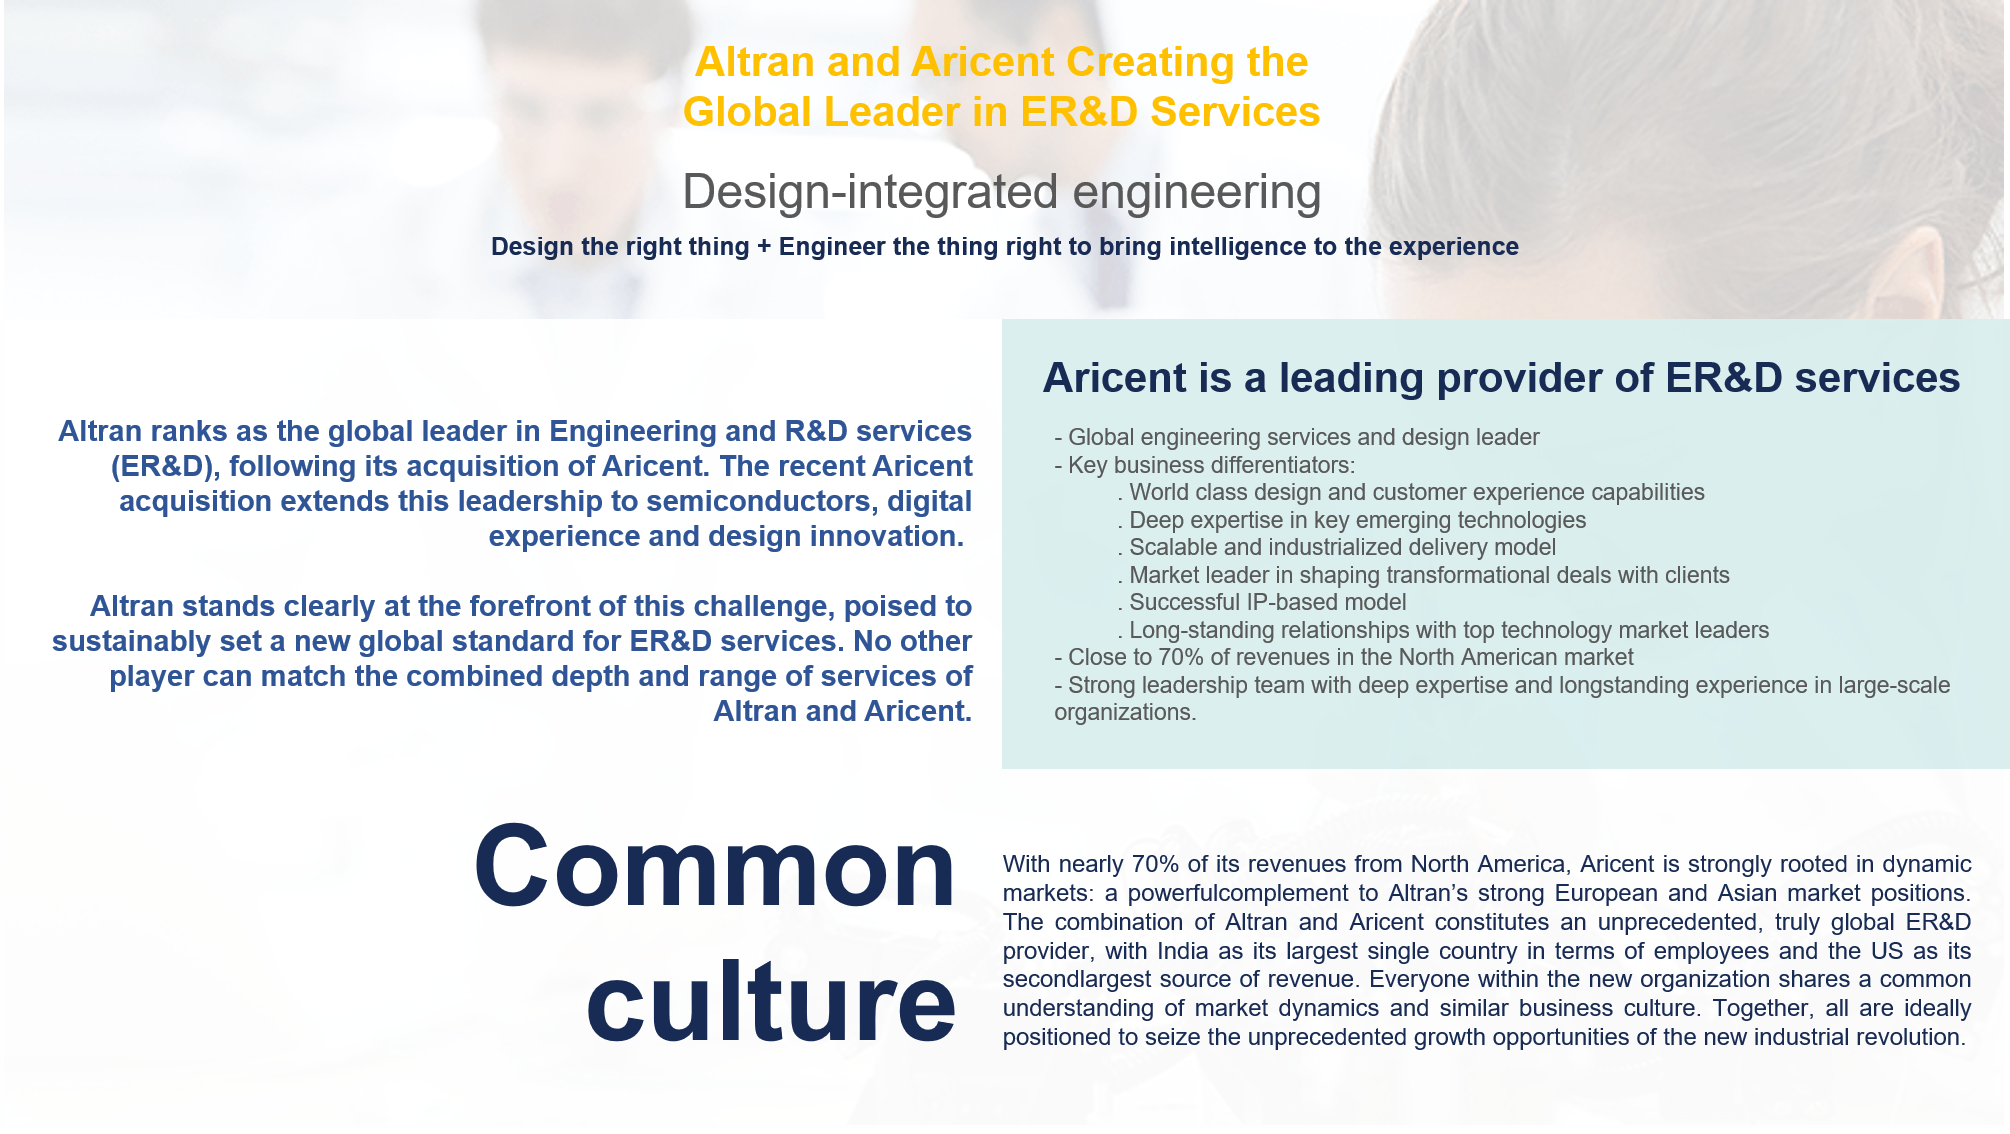 Altran and Aricent Creating the
Global Leader in ER&D Services
Design-integrated engineering
Design the right thing + Engineer the thing right to bring intelligence to the experience
Altran ranks as the global leader in Engineering and R&D services
(ER&D), following its acquisition of Aricent. The recent Aricent
acquisition extends this leadership to semiconductors, digital
experience and design innovation.
Altran stands clearly at the forefront of this challenge, poised to
sustainably set a new global standard for ER&D services. No other
player can match the combined depth and range of services of
Altran and Aricent.
Aricent is a leading provider of ER&D services
- Global engineering services and design leader
- Key business differentiators:
. World class design and customer experience capabilities
. Deep expertise in key emerging technologies
. Scalable and industrialized delivery model
. Market leader in shaping transformational deals with clients
. Successful IP-based model
. Long-standing relationships with top technology market leaders
- Close to 70% of revenues in the North American market
- Strong leadership team with deep expertise and longstanding experience in large-scale
organizations.
Common
culture
With nearly 70% of its revenues from North America, Aricent is strongly rooted in dynamic
markets: a powerfulcomplement to Altran’s strong European and Asian market positions.
The combination of Altran and Aricent constitutes an unprecedented, truly global ER&D
provider, with India as its largest single country in terms of employees and the US as its
secondlargest source of revenue. Everyone within the new organization shares a common
understanding of market dynamics and similar business culture. Together, all are ideally
positioned to seize the unprecedented growth opportunities of the new industrial revolution.